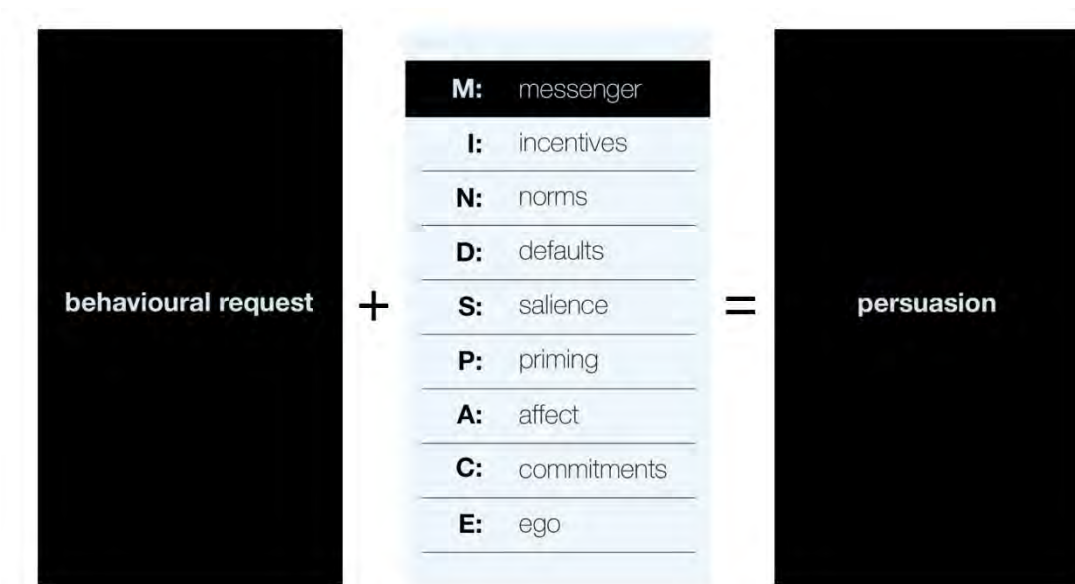 behavioural request
+
M: messenger
I: incentives
N: norms
D: defaults
S: salience
P: priming
A: affect
C: commitments
E: ego
=
persuasion